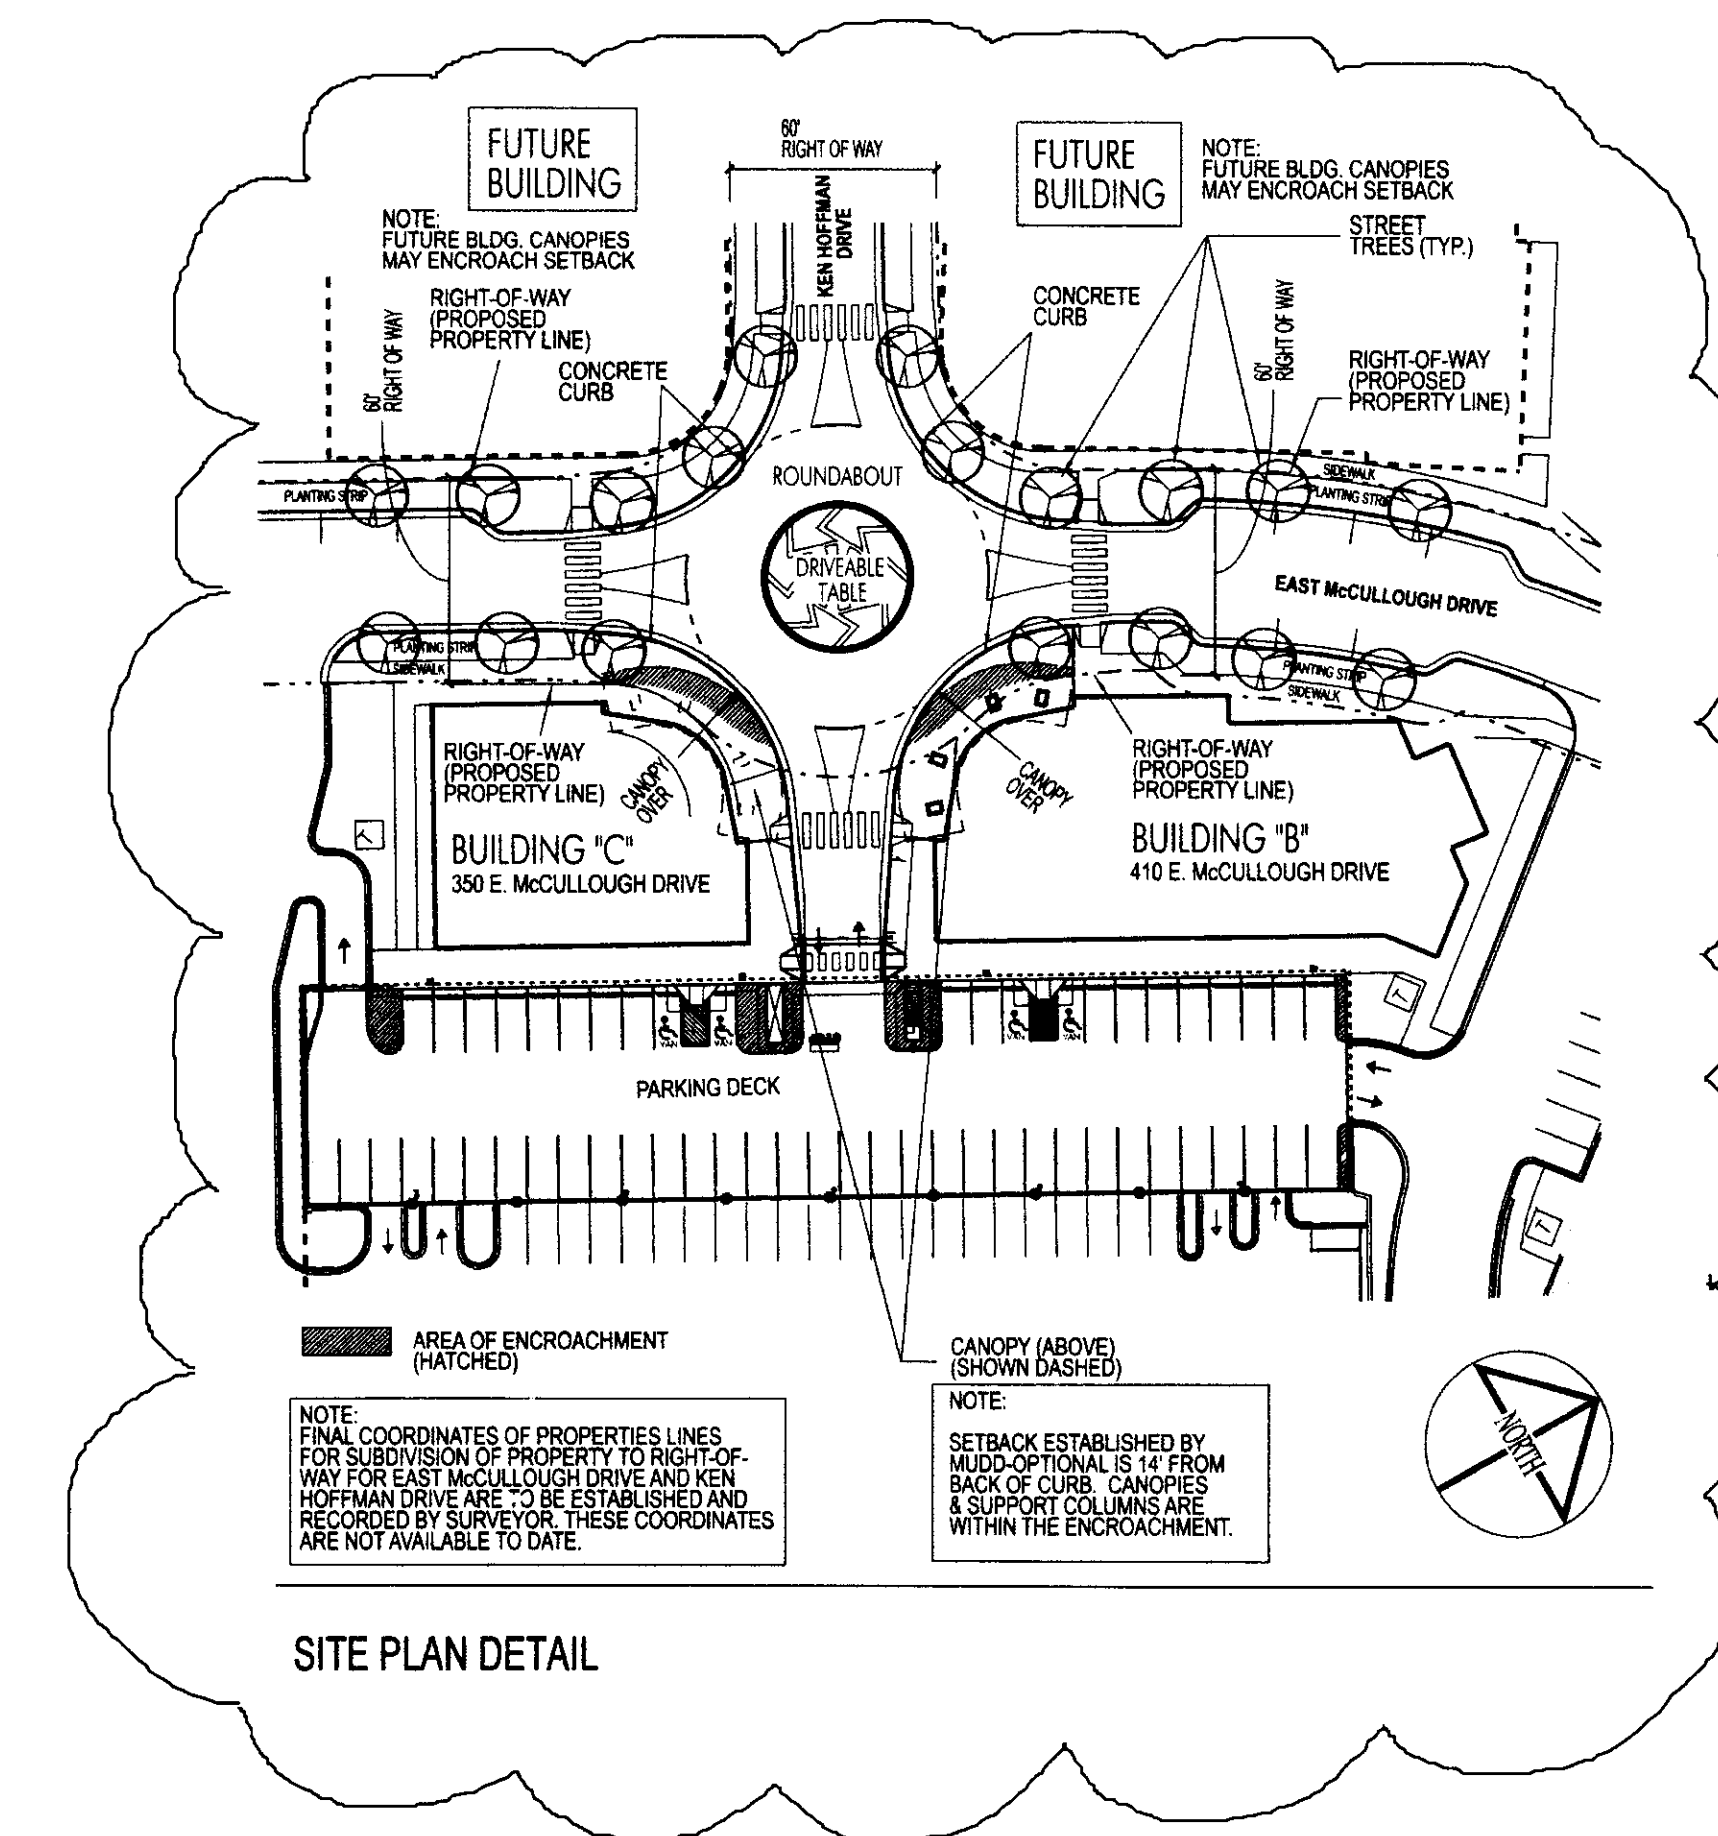 60'
RIGHT OF WAY
FUTURE
BUILDING
FUTURE
BUILDING
NOTE:
FUTURE BLDG. CANOPIES
MAY ENCROACH SETBACK
KEN HOFFMAN
DRIVE
NOTE:
FUTURE BLDG. CANOPIES
MAY ENCROACH SETBACK
STREET
TREES (TYP.)
RIGHT-OF-WAY
(PROPOSED
PROPERTY LINE)
60'
RIGHT OF WAY
CONCRETE
CURB
CONCRETE
CURB
60'
RIGHT OF WAY
RIGHT-OF-WAY
(PROPOSED
PROPERTY LINE)
ROUNDABOUT
SIDEWALK
PLANTING STRIP
PLANTING STRIP
DRIVEABLE
TABLE
EAST McCULLOUGH DRIVE
PLANTING STRIP
SIDEWALK
PLANTING STRIP
SIDEWALK
RIGHT-OF-WAY
(PROPOSED
PROPERTY LINE)
CANOPY
OVER
CANOPY
OVER
RIGHT-OF-WAY
(PROPOSED
PROPERTY LINE)
BUILDING "C"
350 E. McCULLOUGH DRIVE
BUILDING "B"
410 E. McCULLOUGH DRIVE
T
T
VAN
VAN
VAN
VAN
PARKING DECK
T
AREA OF ENCROACHMENT
(HATCHED)
CANOPY (ABOVE)
(SHOWN DASHED)
NOTE:
FINAL COORDINATES OF PROPERTIES LINES
FOR SUBDIVISION OF PROPERTY TO RIGHT-OF-
WAY FOR EAST McCULLOUGH DRIVE AND KEN
HOFFMAN DRIVE ARE TO BE ESTABLISHED AND
RECORDED BY SURVEYOR. THESE COORDINATES
ARE NOT AVAILABLE TO DATE.
NOTE:
SETBACK ESTABLISHED BY
MUDD-OPTIONAL IS 14' FROM
BACK OF CURB. CANOPIES
& SUPPORT COLUMNS ARE
WITHIN THE ENCROACHMENT.
NORTH
SITE PLAN DETAIL